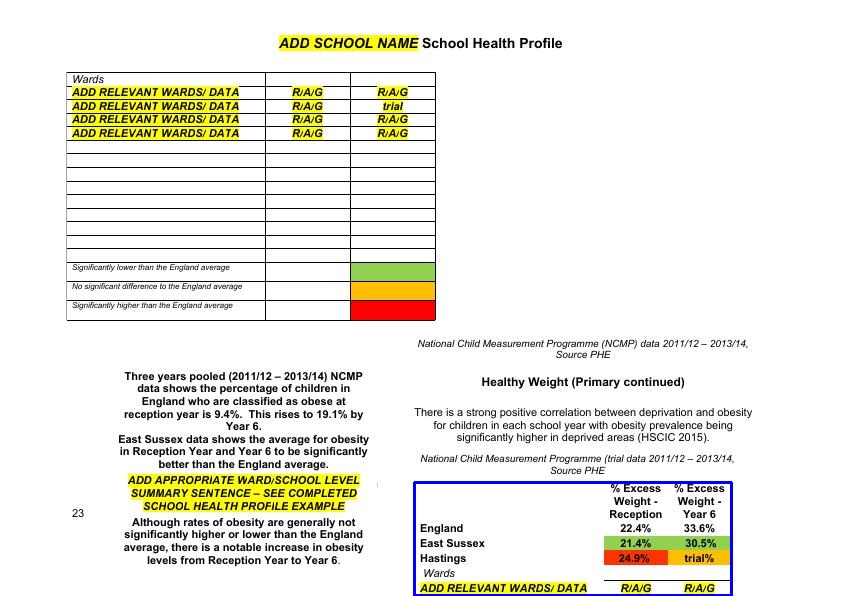 ADD SCHOOL NAME School Health Profile
Wards
ADD RELEVANT WARDS/ DATA R/A/G R/A/G
ADD RELEVANT WARDS/ DATA R/A/G trial
ADD RELEVANT WARDS/ DATA R/A/G R/A/G
ADD RELEVANT WARDS/ DATA R/A/G R/A/G
Significantly lower than the England average
No significant difference to the England average
Significantly higher than the England average
Three years pooled (2011/12 – 2013/14) NCMP
data shows the percentage of children in
England who are classified as obese at
reception year is 9.4%. This rises to 19.1% by
Year 6.
East Sussex data shows the average for obesity
in Reception Year and Year 6 to be significantly
better than the England average.
ADD APPROPRIATE WARD/SCHOOL LEVEL
SUMMARY SENTENCE – SEE COMPLETED
SCHOOL HEALTH PROFILE EXAMPLE
Although rates of obesity are generally not
significantly higher or lower than the England
average, there is a notable increase in obesity
levels from Reception Year to Year 6.
23
National Child Measurement Programme (NCMP) data 2011/12 – 2013/14,
Source PHE
Healthy Weight (Primary continued)
There is a strong positive correlation between deprivation and obesity
for children in each school year with obesity prevalence being
significantly higher in deprived areas (HSCIC 2015).
National Child Measurement Programme (trial data 2011/12 – 2013/14,
Source PHE
% Excess % Excess
Weight - Weight -
Reception Year 6
England 22.4% 33.6%
East Sussex 21.4% 30.5%
Hastings 24.9% trial%
Wards
ADD RELEVANT WARDS/ DATA R/A/G R/A/G